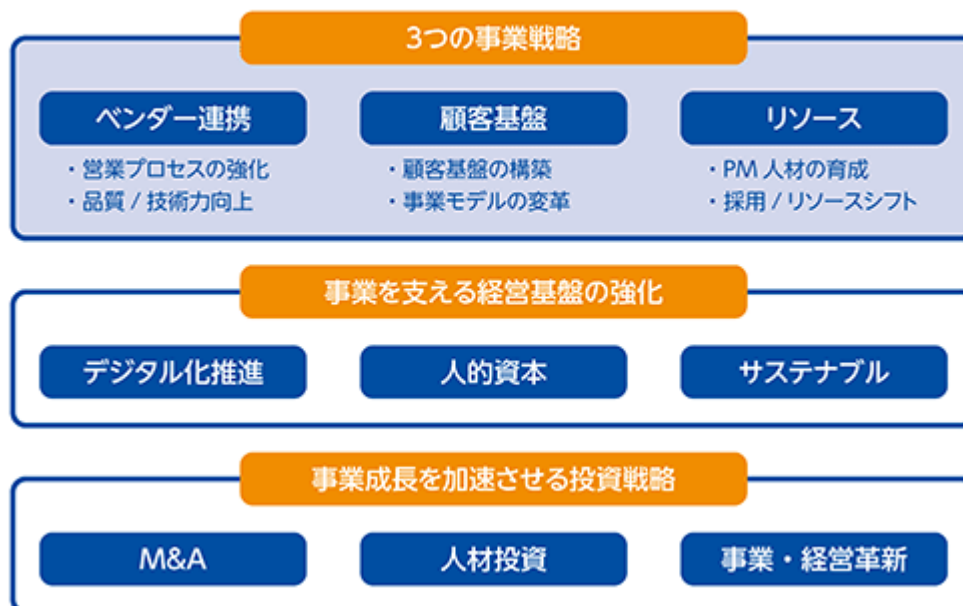 3つの事業戦略
ベンダー連携
・営業プロセスの強化
・品質 / 技術力向上
顧客基盤
・顧客基盤の構築
・事業モデルの変革
リソース
・PM 人材の育成
・採用 / リソースシフト
事業を支える経営基盤の強化
デジタル化推進
人的資本
サステナブル
事業成長を加速させる投資戦略
M&A
人材投資
事業・経営革新